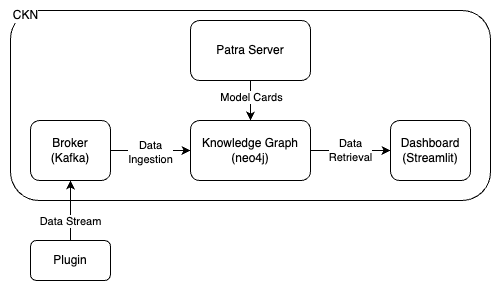 CKN
Patra Server
Model Cards
Broker
(Kafka)
Data
Ingestion
Knowledge Graph
(neo4j)
Data
Retrieval
Dashboard
(Streamlit)
Data Stream
Plugin